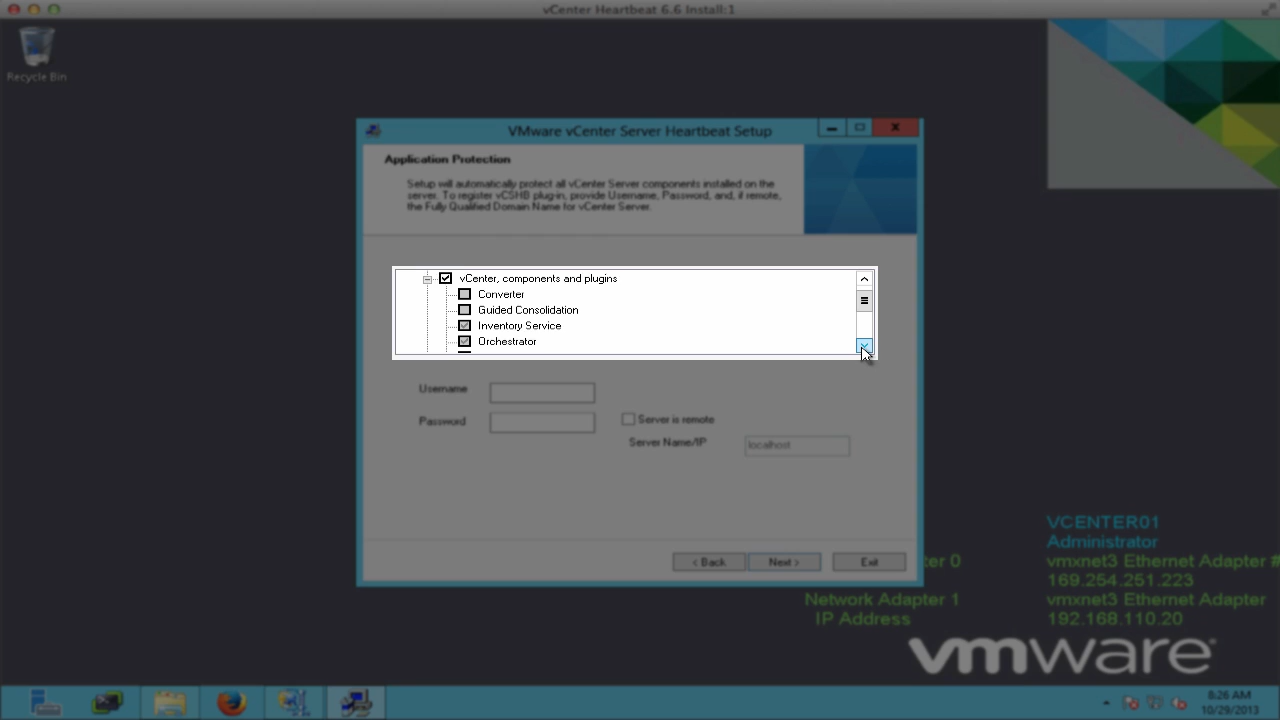 vCenter Heartbeat 6.6 Install:1
Recycle Bin
VMware vCenter Server Heartbeat Setup
Application Protection
Setup will automatically protect all vCenter Server components installed on the
server. To register vCSHB plug-in, provide Username, Password, and, if remote,
the Fully Qualified Domain Name for vCenter Server.
vCenter, components and plugins
Converter
Guided Consolidation
Inventory Service
Orchestrator
Username
Password
Server is remote
Server Name/IP
localhost
< Back
Next >
Exit
VCENTER01
Administrator
ter 0
vmxnet3 Ethernet Adapter #
169.254.251.223
Network Adapter 1
vmxnet3 Ethernet Adapter
IP Address
192.168.110.20
vmware
8:26 AM
10/29/2013